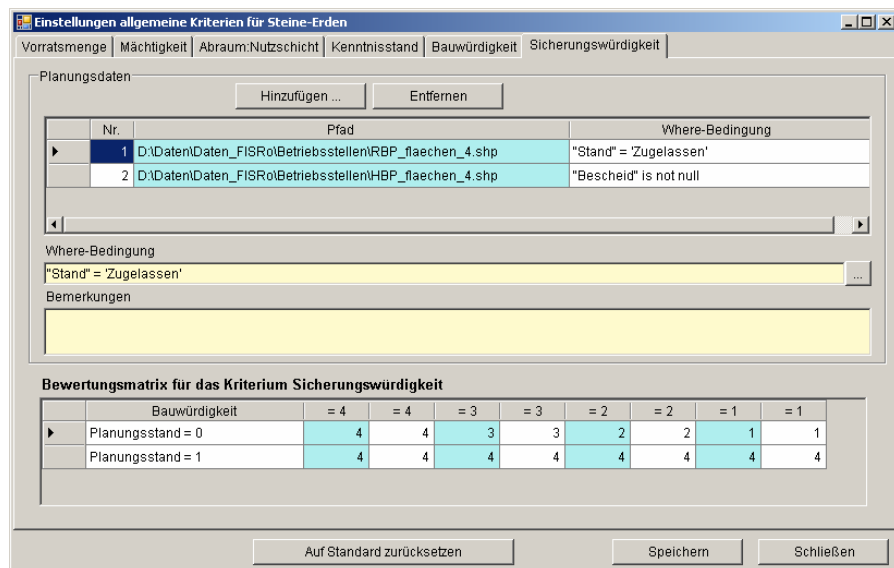 Einstellungen allgemeine Kriterien für Steine-Erden
Vorratsmenge Mächtigkeit Abraum:Nutzschicht Kenntnisstand Bauwürdigkeit Sicherungswürdigkeit
Planungsdaten
Hinzufügen ... Entfernen
Nr. Pfad Where-Bedingung
1 D:\Daten\Daten_FISRo\Betriebsstellen\RBP_flaechen_4.shp "Stand" = 'Zugelassen'
2 D:\Daten\Daten_FISRo\Betriebsstellen\HBP_flaechen_4.shp "Bescheid" is not null
Where-Bedingung
"Stand" = 'Zugelassen' ...
Bemerkungen
Bewertungsmatrix für das Kriterium Sicherungswürdigkeit
Bauwürdigkeit = 4 = 4 = 3 = 3 = 2 = 2 = 1 = 1
Planungsstand = 0 4 4 3 3 2 2 1 1
Planungsstand = 1 4 4 4 4 4 4 4 4
Auf Standard zurücksetzen Speichern Schließen